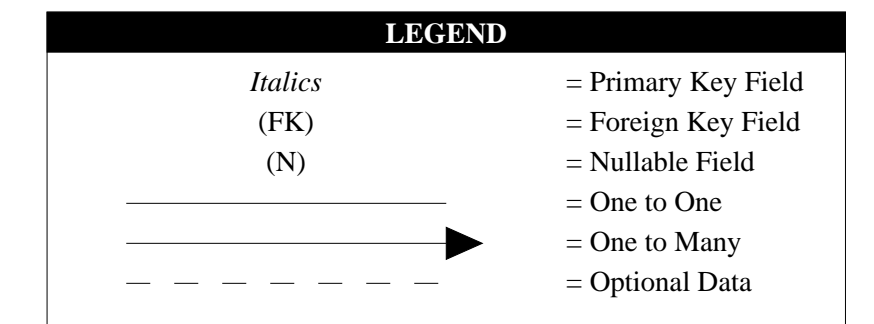 LEGEND
Italics = Primary Key Field
(FK) = Foreign Key Field
(N) = Nullable Field
= One to One
= One to Many
= Optional Data